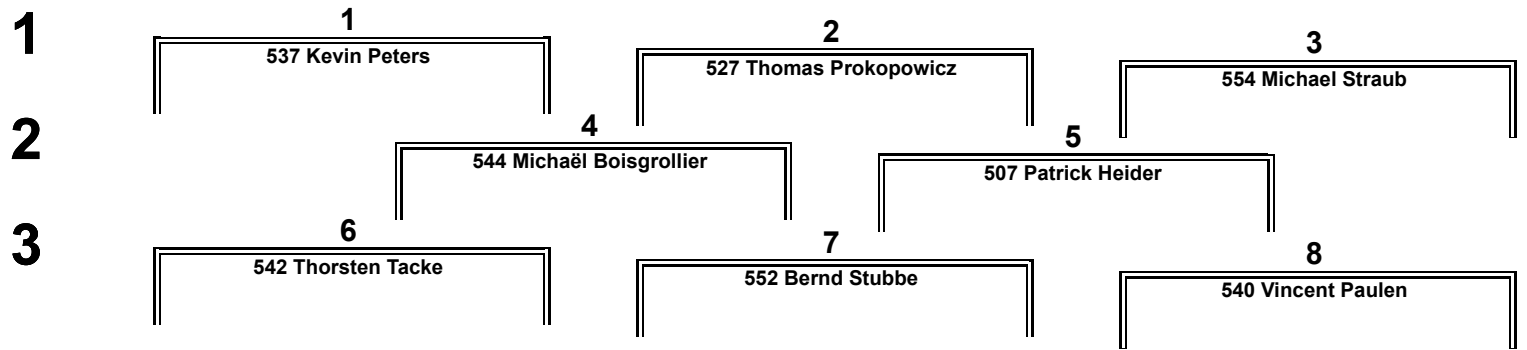 1
1
537 Kevin Peters
2
527 Thomas Prokopowicz
3
554 Michael Straub
2
4
544 Michaël Boisgrollier
5
507 Patrick Heider
3
6
542 Thorsten Tacke
7
552 Bernd Stubbe
8
540 Vincent Paulen